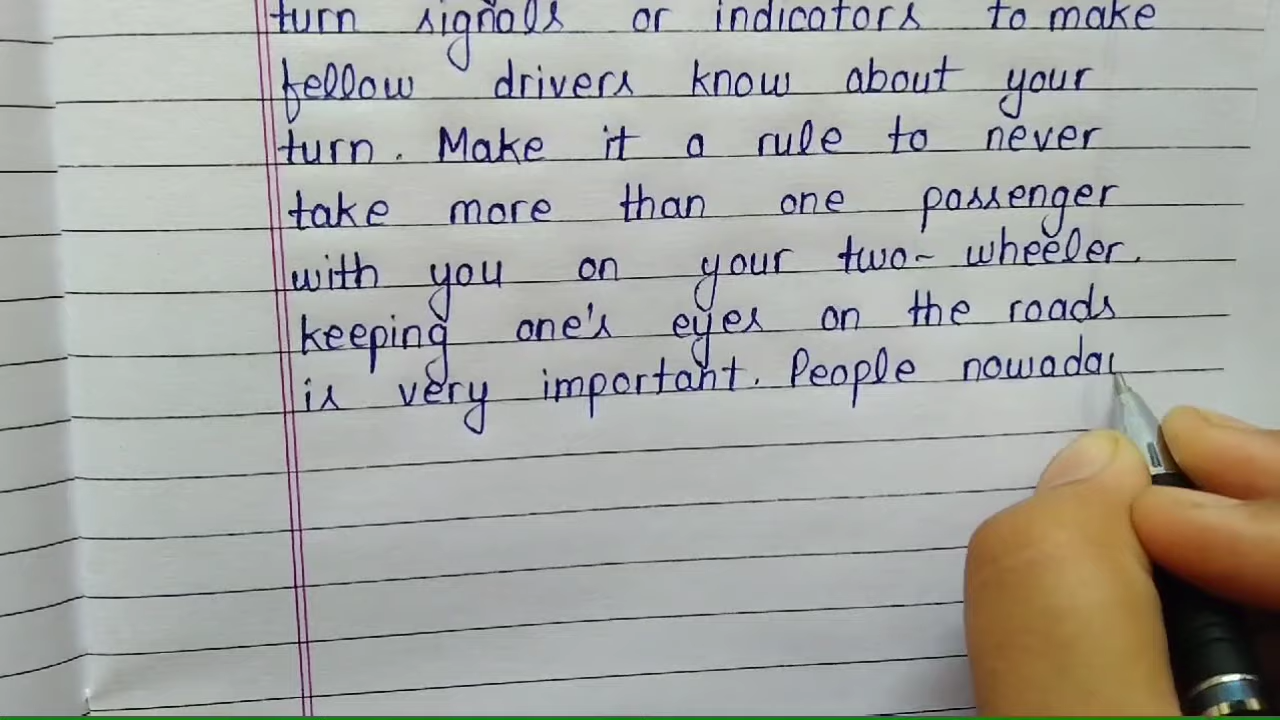 turn signals or indicators to make
fellow drivers know about your
turn. Make it a rule to never
take more than one passenger
with you on your two- wheeler.
keeping one's eyes on the roads
is very important. People nowada